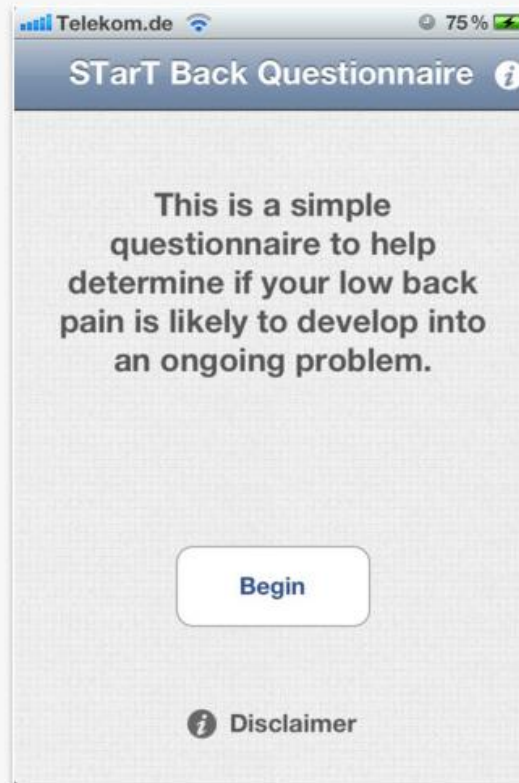 Telekom.de 75%
STarT Back Questionnaire
This is a simple
questionnaire to help
determine if your low back
pain is likely to develop into
an ongoing problem.
Begin
Disclaimer